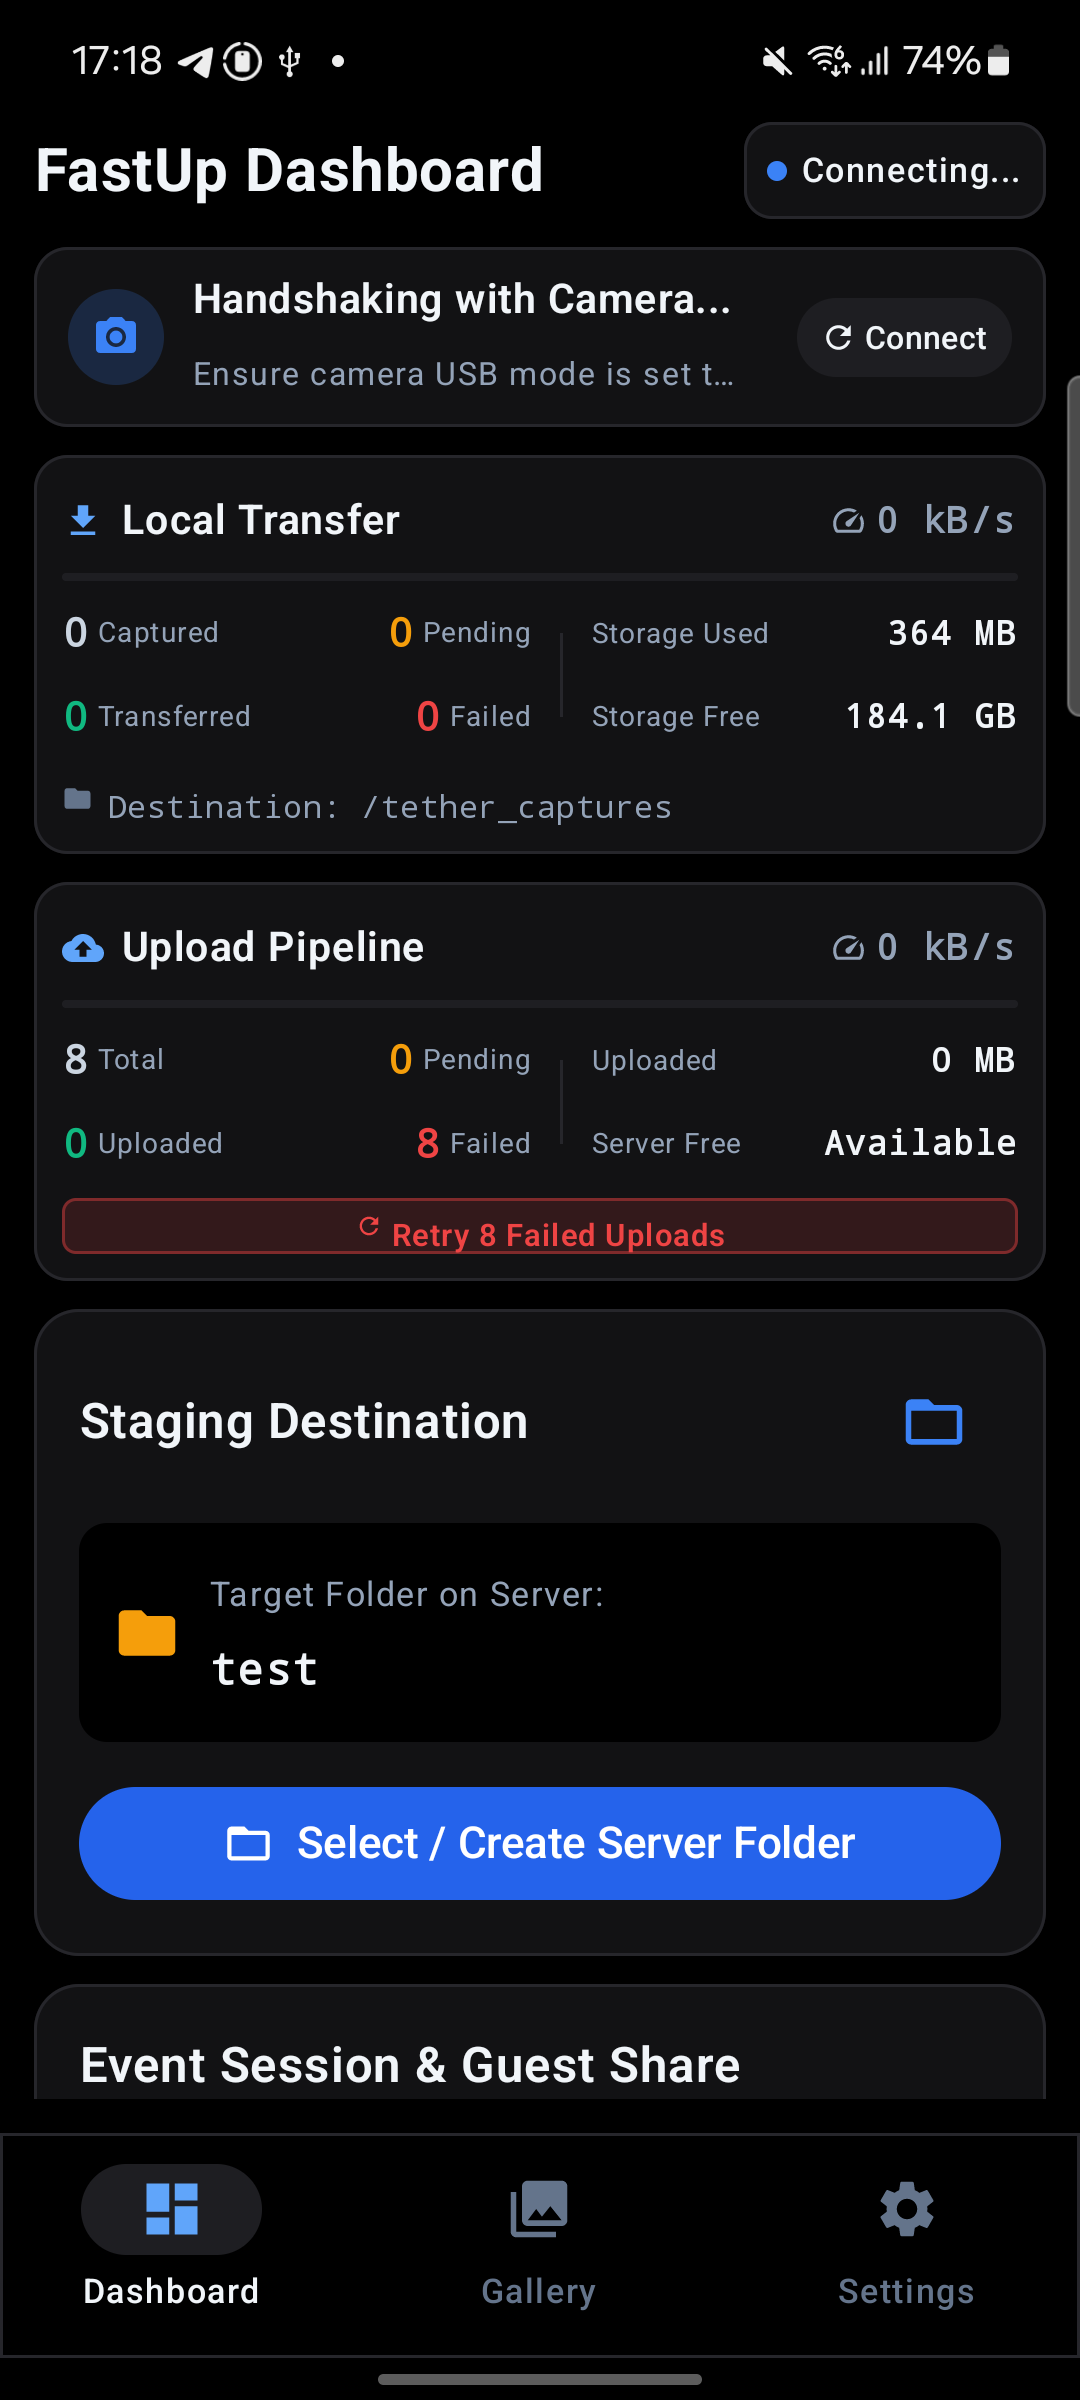 17:18
74%
FastUp Dashboard
Connecting...
Handshaking with Camera...
Ensure camera USB mode is set t...
Connect
Local Transfer
0 kB/s
0 Captured
0 Pending
Storage Used
364 MB
0 Transferred
0 Failed
Storage Free
184.1 GB
Destination: /tether_captures
Upload Pipeline
0 kB/s
8 Total
0 Pending
Uploaded
0 MB
0 Uploaded
8 Failed
Server Free
Available
Retry 8 Failed Uploads
Staging Destination
Target Folder on Server:
test
Select / Create Server Folder
Event Session & Guest Share
Dashboard
Gallery
Settings